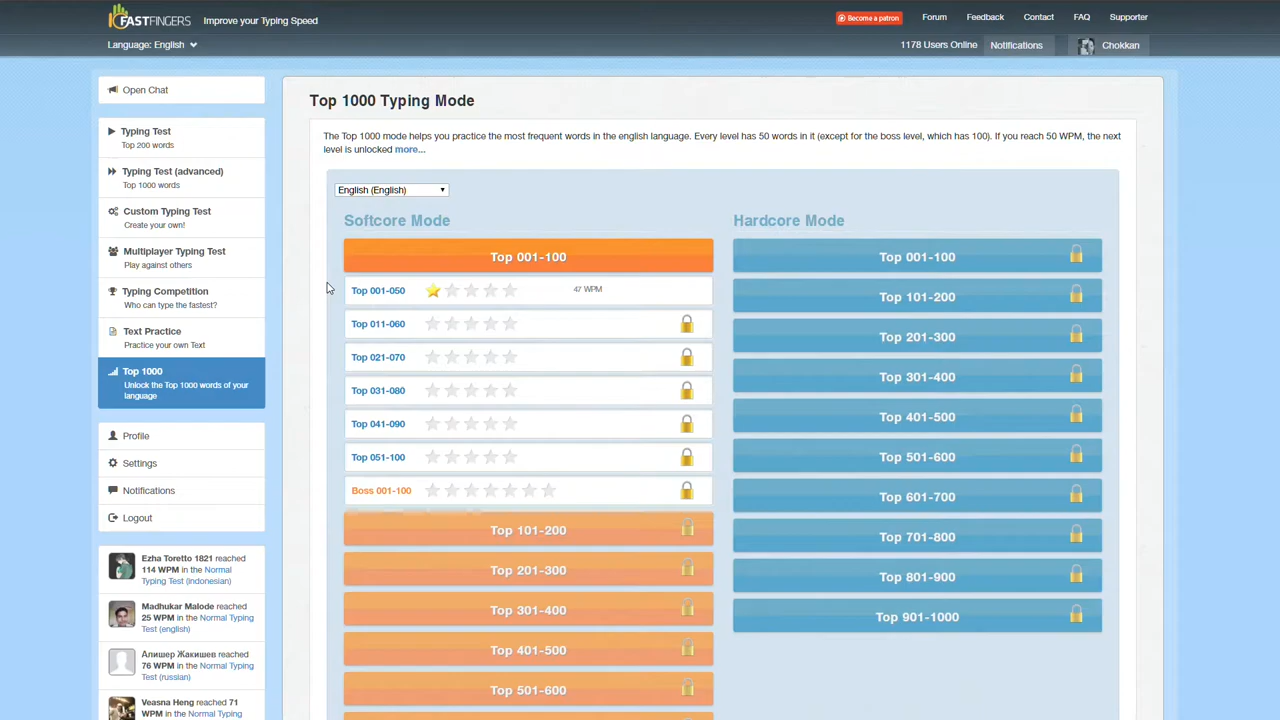 FASTFINGERS
Improve your Typing Speed
Become a patron
Forum
Feedback
Contact
FAQ
Supporter
Language: English
1178 Users Online
Notifications
Chokkan
Open Chat
Typing Test
Top 200 words
Typing Test (advanced)
Top 1000 words
Custom Typing Test
Create your own!
Multiplayer Typing Test
Play against others
Typing Competition
Who can type the fastest?
Text Practice
Practice your own Text
Top 1000
Unlock the Top 1000 words of your
language
Profile
Settings
Notifications
Logout
Ezha Toretto 1821 reached
114 WPM in the Normal
Typing Test (indonesian)
Madhukar Malode reached
25 WPM in the Normal Typing
Test (english)
Алишер Жакишев reached
76 WPM in the Normal Typing
Test (russian)
Veasna Heng reached 71
WPM in the Normal Typing
Top 1000 Typing Mode
The Top 1000 mode helps you practice the most frequent words in the english language. Every level has 50 words in it (except for the boss level, which has 100). If you reach 50 WPM, the next
level is unlocked more...
English (English)
Softcore Mode
Top 001-100
Top 001-050
47 WPM
Top 011-060
Top 021-070
Top 031-080
Top 041-090
Top 051-100
Boss 001-100
Top 101-200
Top 201-300
Top 301-400
Top 401-500
Top 501-600
Hardcore Mode
Top 001-100
Top 101-200
Top 201-300
Top 301-400
Top 401-500
Top 501-600
Top 601-700
Top 701-800
Top 801-900
Top 901-1000